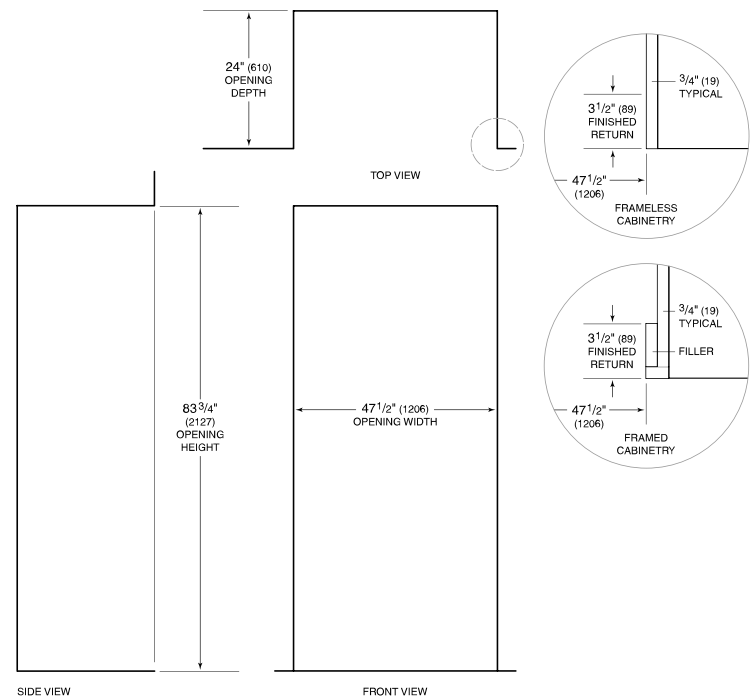 24" (610)
OPENING
DEPTH
TOP VIEW
3/4" (19)
TYPICAL
3 1/2" (89)
FINISHED
RETURN
47 1/2"
(1206)
FRAMELESS
CABINETRY
3/4" (19)
TYPICAL
3 1/2" (89)
FINISHED
RETURN
FILLER
47 1/2"
(1206)
FRAMED
CABINETRY
83 3/4"
(2127)
OPENING
HEIGHT
47 1/2" (1206)
OPENING WIDTH
SIDE VIEW
FRONT VIEW